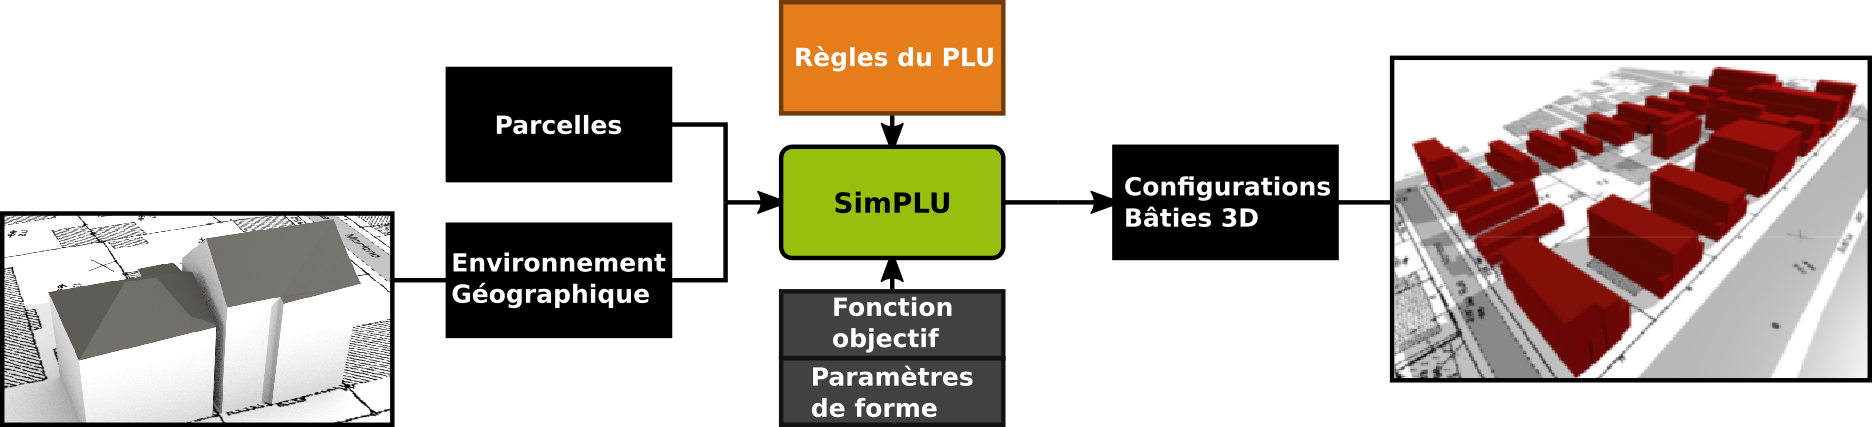 Règles du PLU
Parcelles
SimPLU
Configurations
Bâties 3D
Environnement
Géographique
Fonction
objectif
Paramètres
de forme